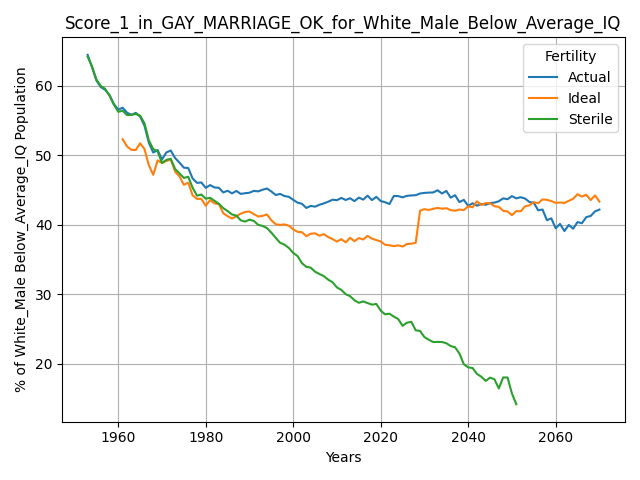 Score_1_in_GAY_MARRIAGE_OK_for_White_Male_Below_Average_IQ
Fertility
Actual
Ideal
Sterile
% of White_Male Below_Average_IQ Population
60
50
40
30
20
1960
1980
2000
2020
2040
2060
Years